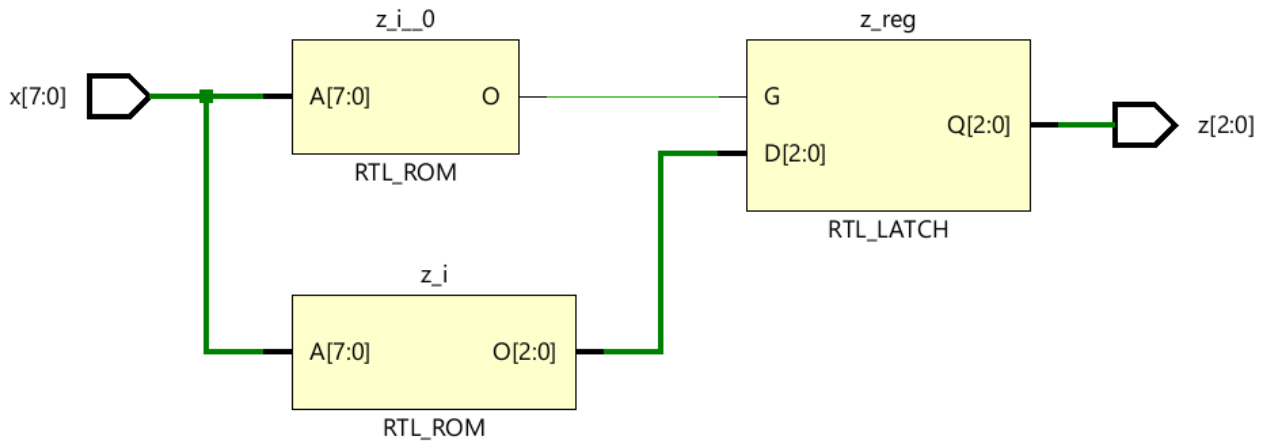 x[7:0]
z_i__0
A[7:0]
O
RTL_ROM
z_i
A[7:0]
O[2:0]
RTL_ROM
z_reg
G
D[2:0]
Q[2:0]
RTL_LATCH
z[2:0]